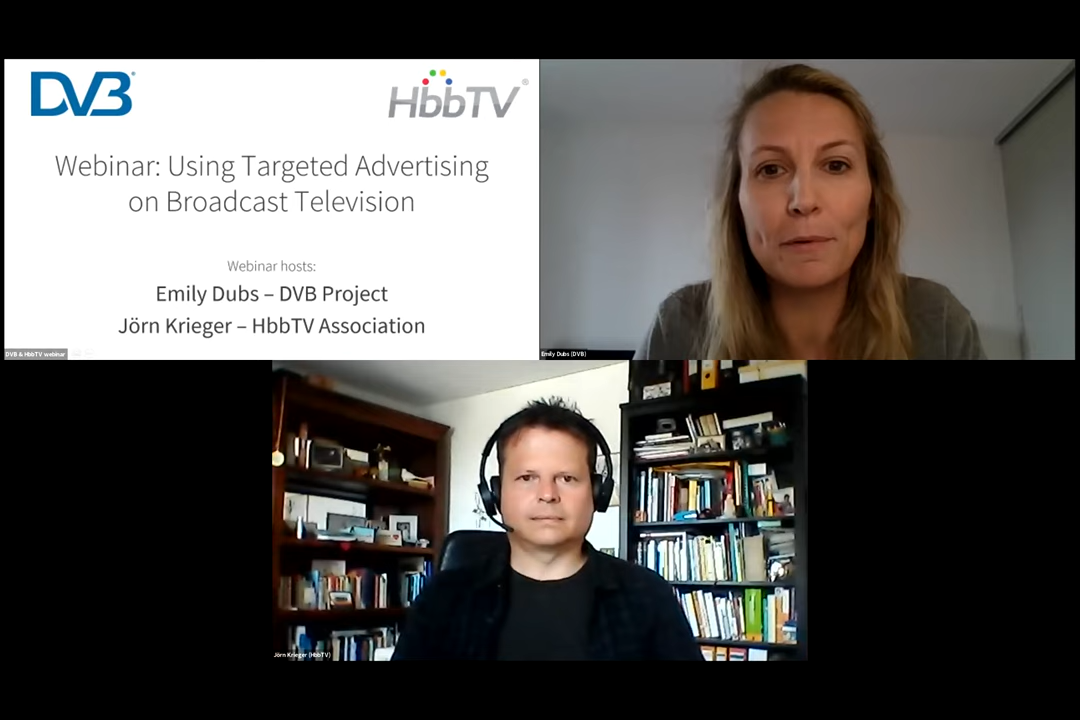 DVB®
HbbTV®
Webinar: Using Targeted Advertising
on Broadcast Television
Webinar hosts:
Emily Dubs – DVB Project
Jörn Krieger – HbbTV Association
DVB & HbbTV webinar
Emily Dubs (DVB)
Jörn Krieger (HbbTV)